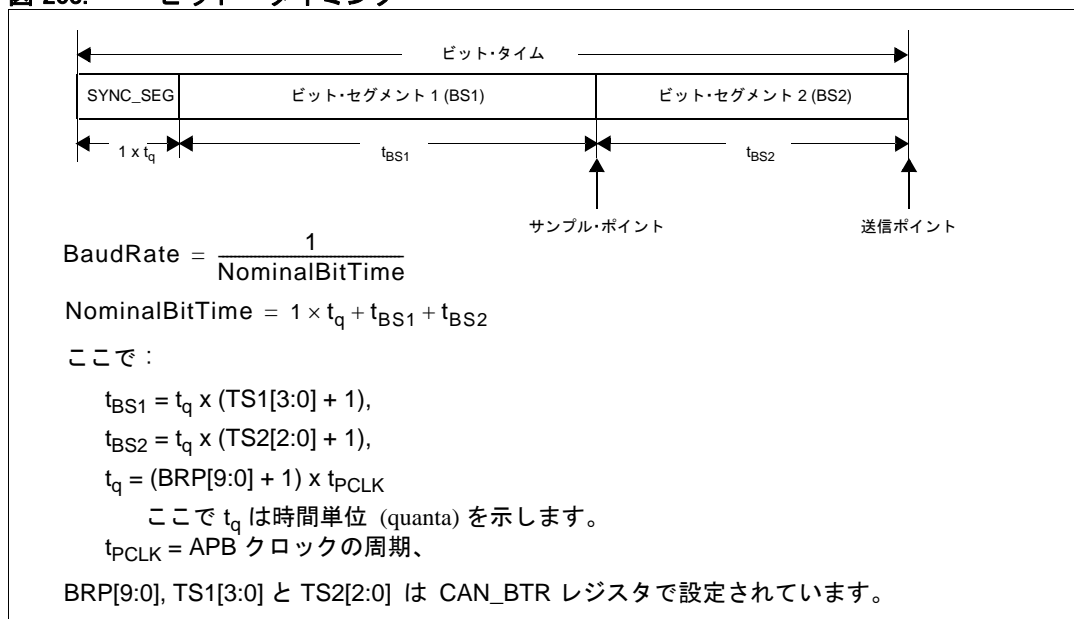 ビット・タイム
SYNC_SEG ビット・セグメント 1 (BS1) ビット・セグメント 2 (BS2)
1 x tq tBS1 tBS2
サンプル・ポイント 送信ポイント
BaudRate = 1 / NominalBitTime
NominalBitTime = 1 × tq + tBS1 + tBS2
ここで：
tBS1 = tq x (TS1[3:0] + 1),
tBS2 = tq x (TS2[2:0] + 1),
tq = (BRP[9:0] + 1) x tPCLK
ここで tq は時間単位 (quanta) を示します。
tPCLK = APB クロックの周期、
BRP[9:0], TS1[3:0] と TS2[2:0] は CAN_BTR レジスタで設定されています。